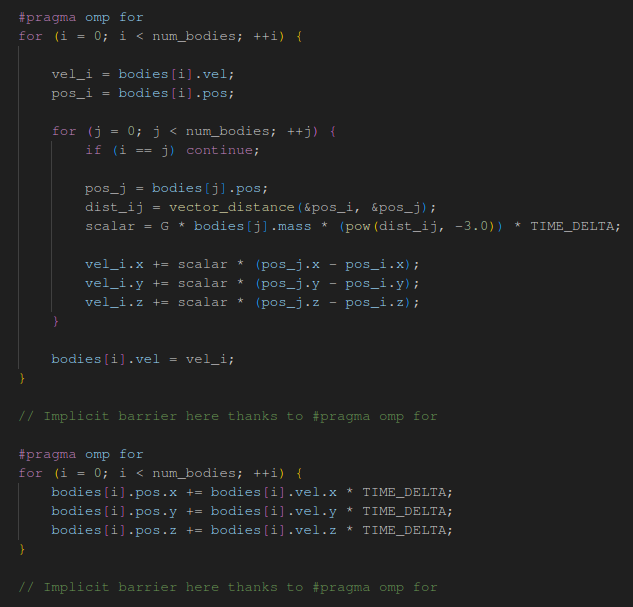 #pragma omp for
for (i = 0; i < num_bodies; ++i) {
vel_i = bodies[i].vel;
pos_i = bodies[i].pos;
for (j = 0; j < num_bodies; ++j) {
if (i == j) continue;
pos_j = bodies[j].pos;
dist_ij = vector_distance(&pos_i, &pos_j);
scalar = G * bodies[j].mass * (pow(dist_ij, -3.0)) * TIME_DELTA;
vel_i.x += scalar * (pos_j.x - pos_i.x);
vel_i.y += scalar * (pos_j.y - pos_i.y);
vel_i.z += scalar * (pos_j.z - pos_i.z);
}
bodies[i].vel = vel_i;
}
// Implicit barrier here thanks to #pragma omp for
#pragma omp for
for (i = 0; i < num_bodies; ++i) {
bodies[i].pos.x += bodies[i].vel.x * TIME_DELTA;
bodies[i].pos.y += bodies[i].vel.y * TIME_DELTA;
bodies[i].pos.z += bodies[i].vel.z * TIME_DELTA;
}
// Implicit barrier here thanks to #pragma omp for